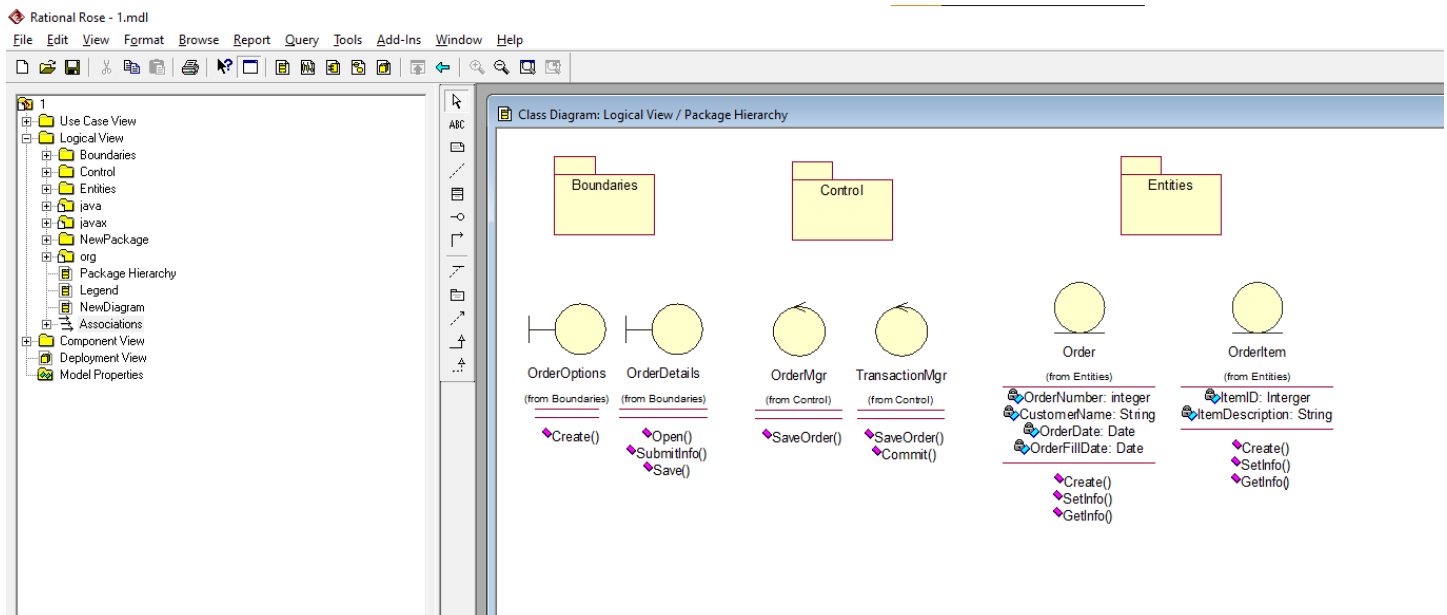 Rational Rose - 1.mdl
File Edit View Format Browse Report Query Tools Add-Ins Window Help
1
Use Case View
Logical View
Boundaries
Control
Entities
java
javax
NewPackage
org
Package Hierarchy
Legend
NewDiagram
Associations
Component View
Deployment View
Model Properties
ABC
Class Diagram: Logical View / Package Hierarchy
Boundaries
Control
Entities
OrderOptions
(from Boundaries)
Create()
OrderDetails
(from Boundaries)
Open()
SubmitInfo()
Save()
OrderMgr
(from Control)
SaveOrder()
TransactionMgr
(from Control)
SaveOrder()
Commit()
Order
(from Entities)
OrderNumber: integer
CustomerName: String
OrderDate: Date
OrderFillDate: Date
Create()
SetInfo()
GetInfo()
OrderItem
(from Entities)
ItemID: Interger
ItemDescription: String
Create()
SetInfo()
GetInfo()